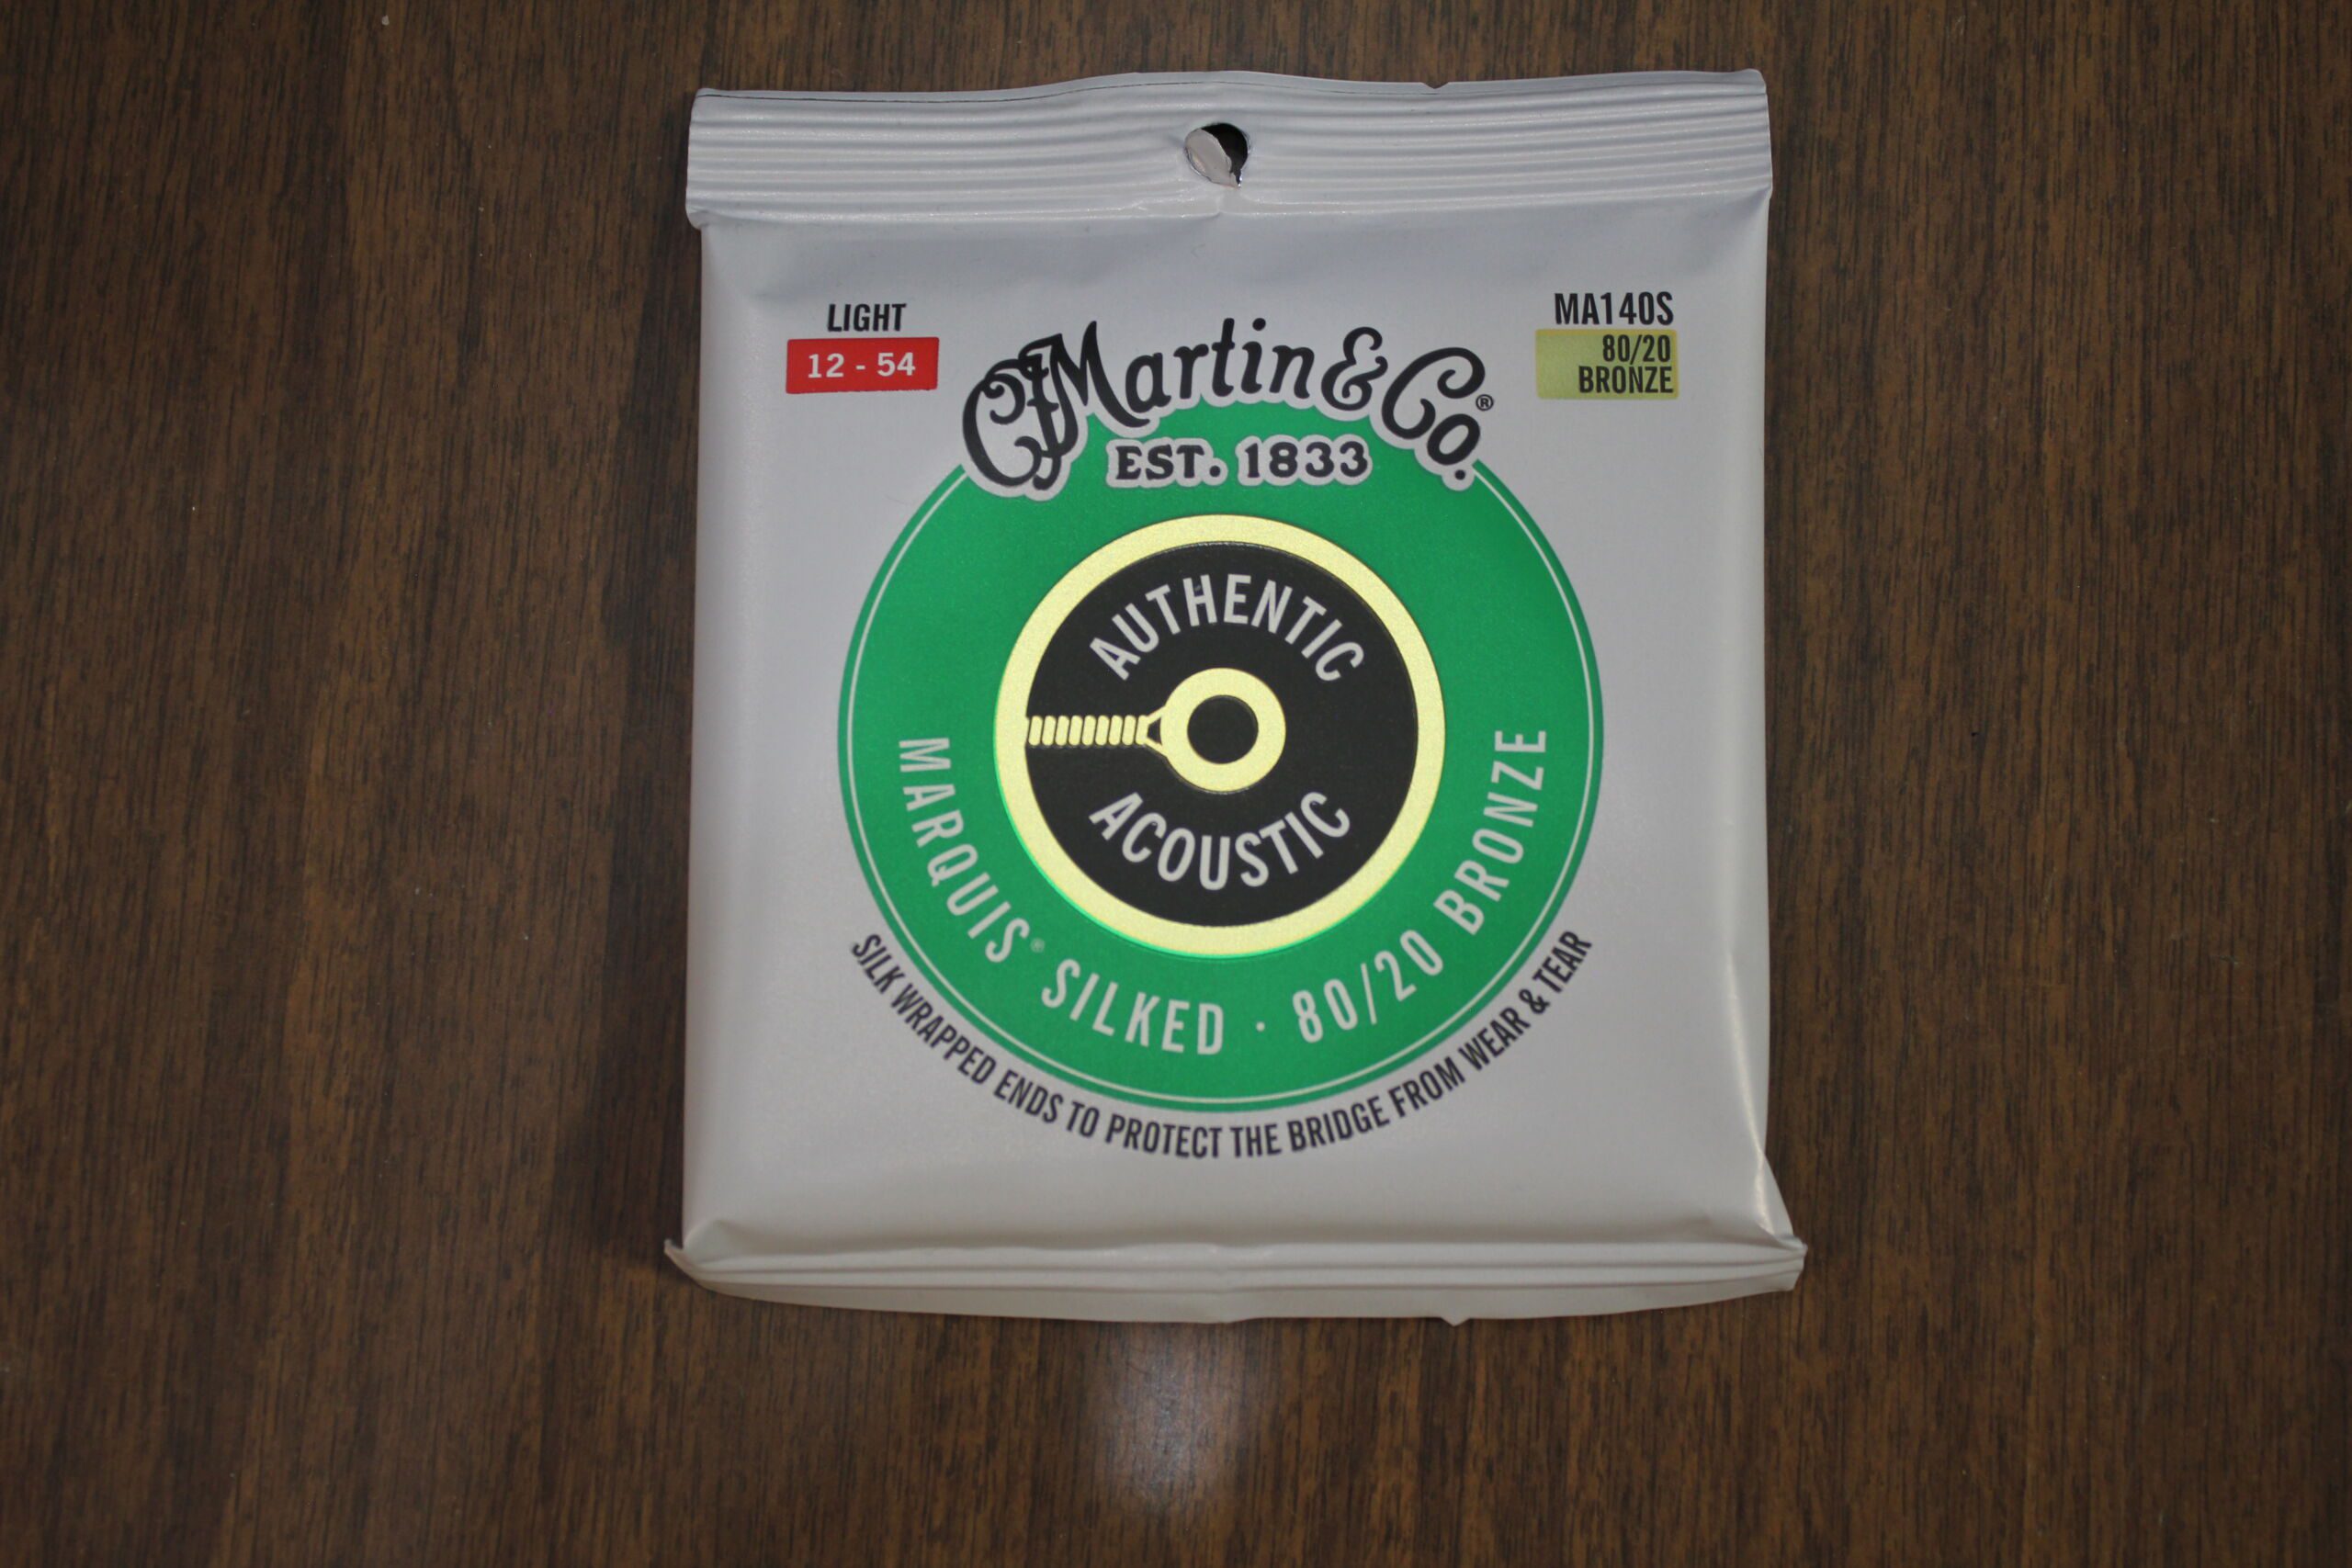 LIGHT
12 - 54
MA140S
80/20
BRONZE
CF Martin & Co.®
EST. 1833
AUTHENTIC
ACOUSTIC
MARQUIS® SILKED · 80/20 BRONZE
SILK WRAPPED ENDS TO PROTECT THE BRIDGE FROM WEAR & TEAR